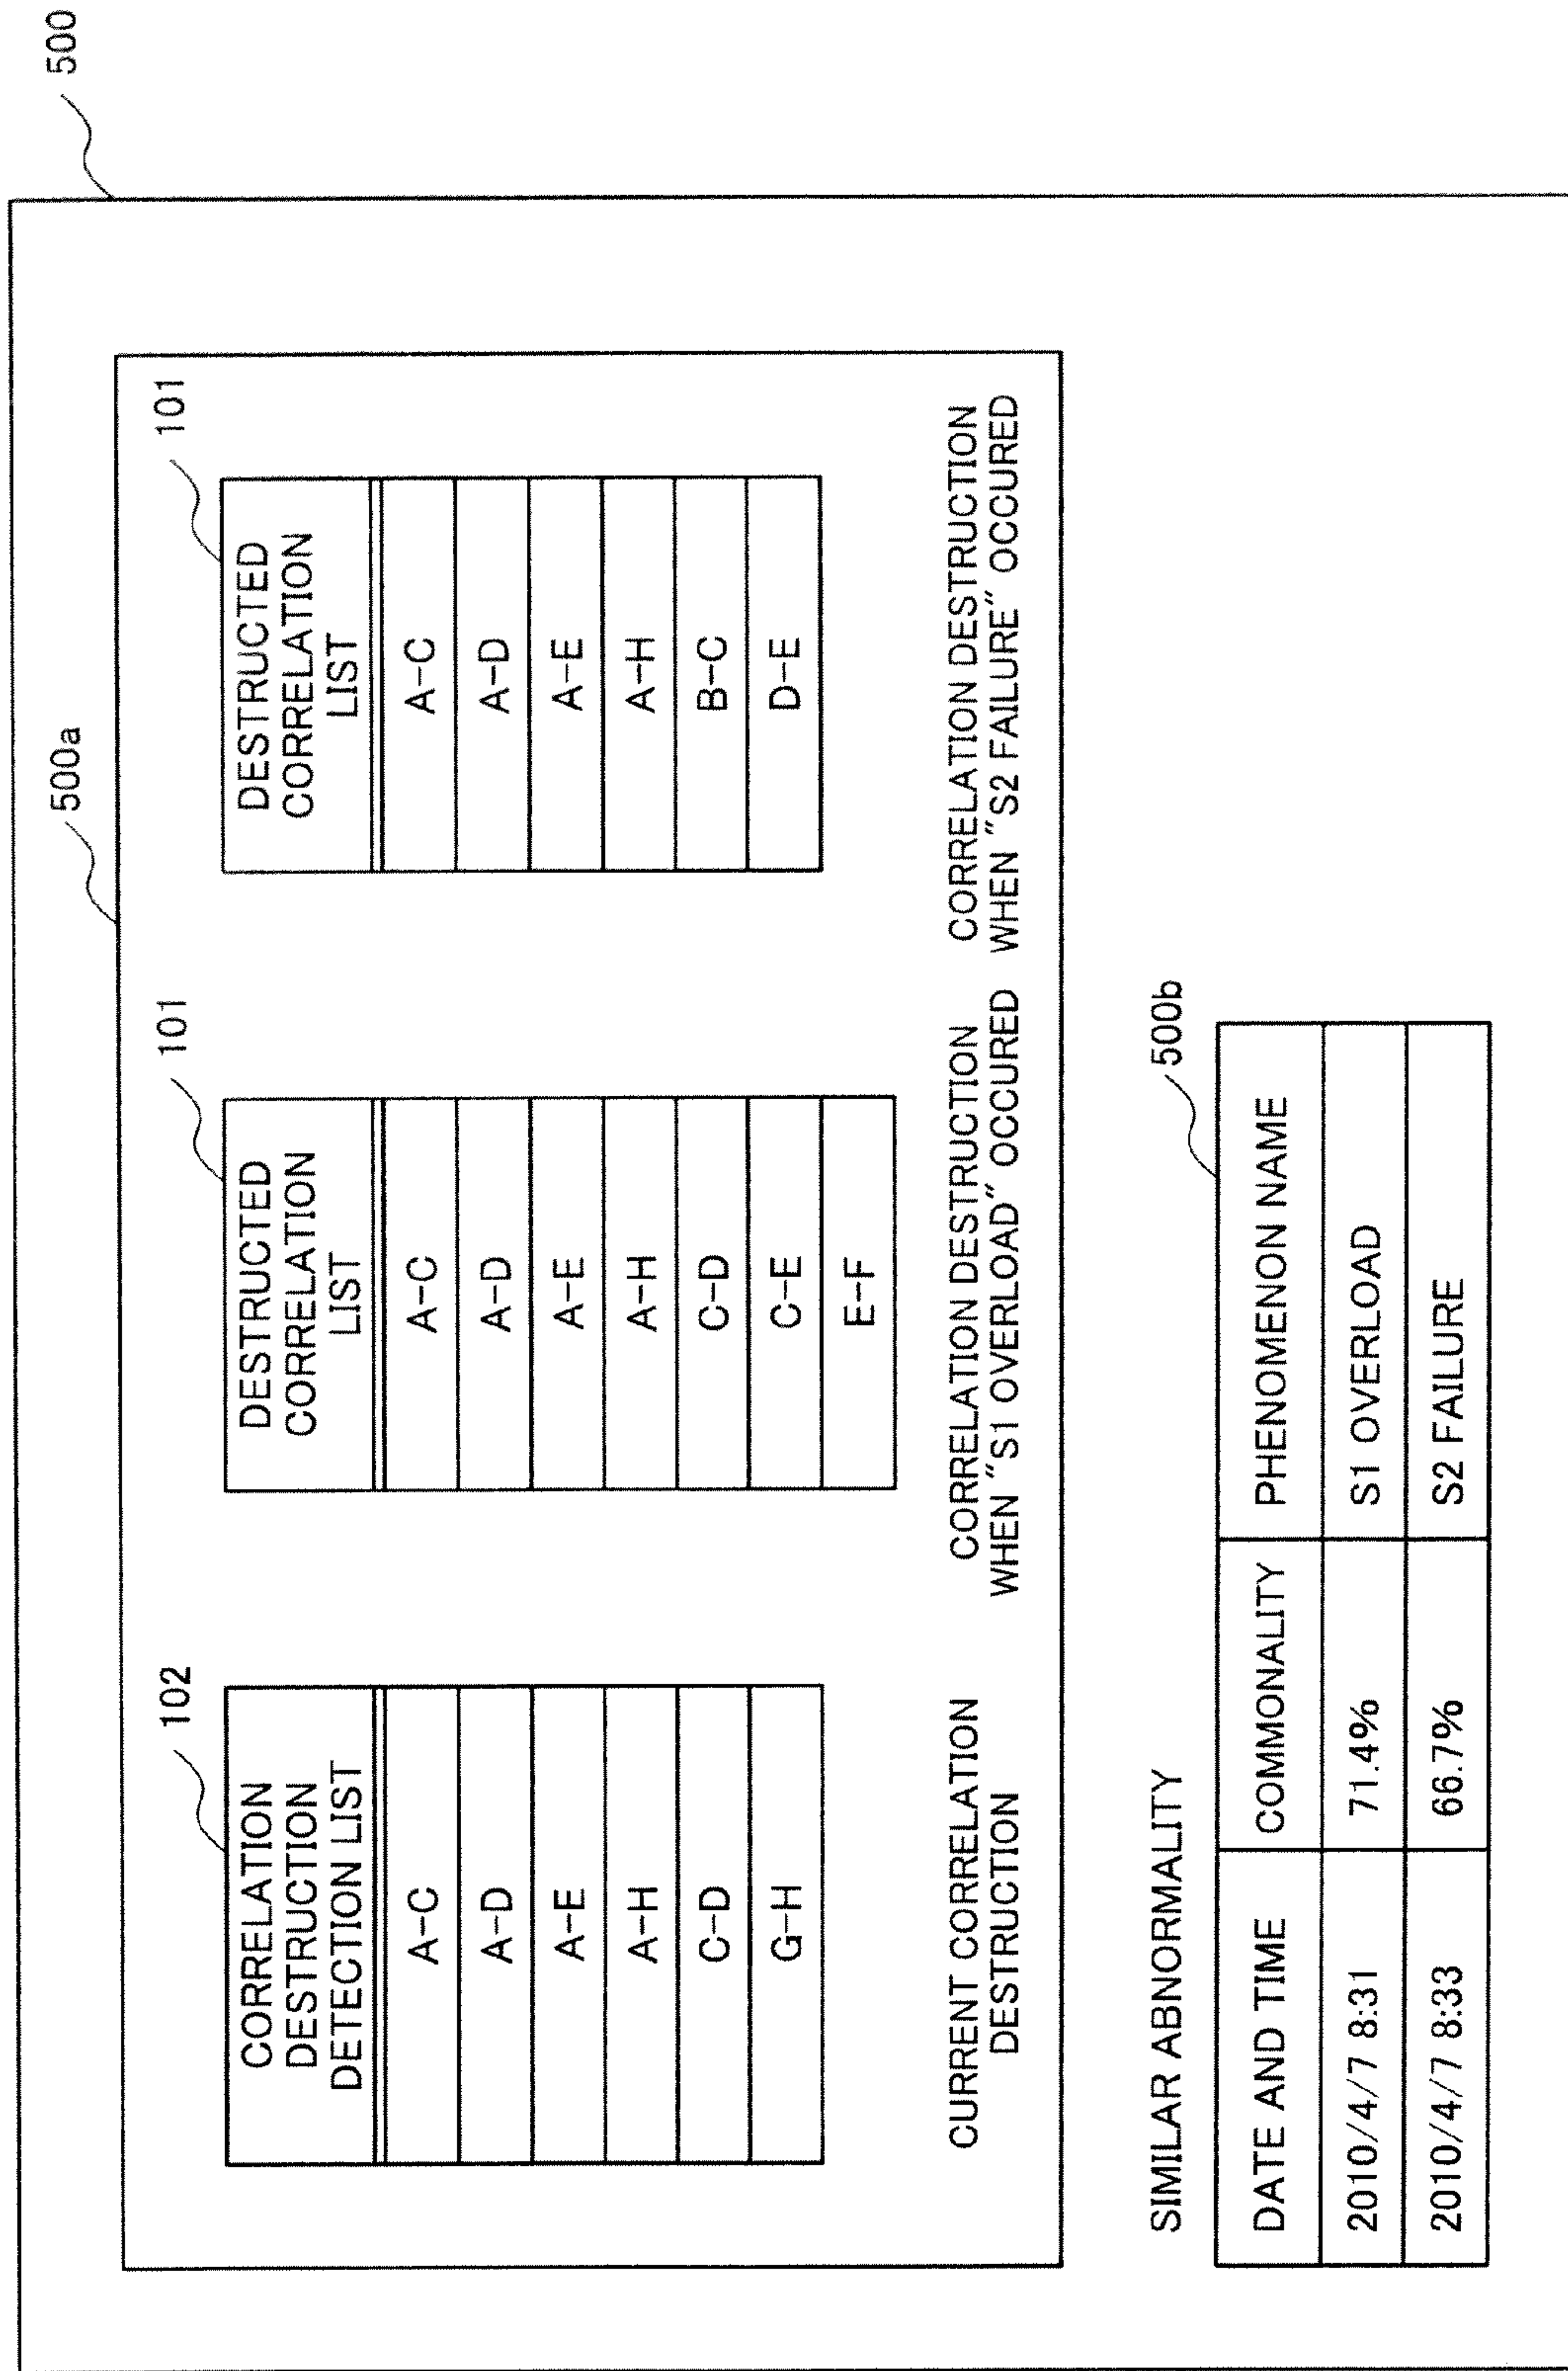 500
500a
102
CORRELATION
DESTRUCTION
DETECTION LIST
A-C
A-D
A-E
A-H
C-D
G-H
CURRENT CORRELATION
DESTRUCTION
101
DESTRUCTED
CORRELATION
LIST
A-C
A-D
A-E
A-H
C-D
C-E
E-F
CORRELATION DESTRUCTION
WHEN "S1 OVERLOAD" OCCURED
101
DESTRUCTED
CORRELATION
LIST
A-C
A-D
A-E
A-H
B-C
D-E
CORRELATION DESTRUCTION
WHEN "S2 FAILURE" OCCURED
SIMILAR ABNORMALITY
500b
DATE AND TIME COMMONALITY PHENOMENON NAME
2010/4/7 8:31 71.4% S1 OVERLOAD
2010/4/7 8:33 66.7% S2 FAILURE